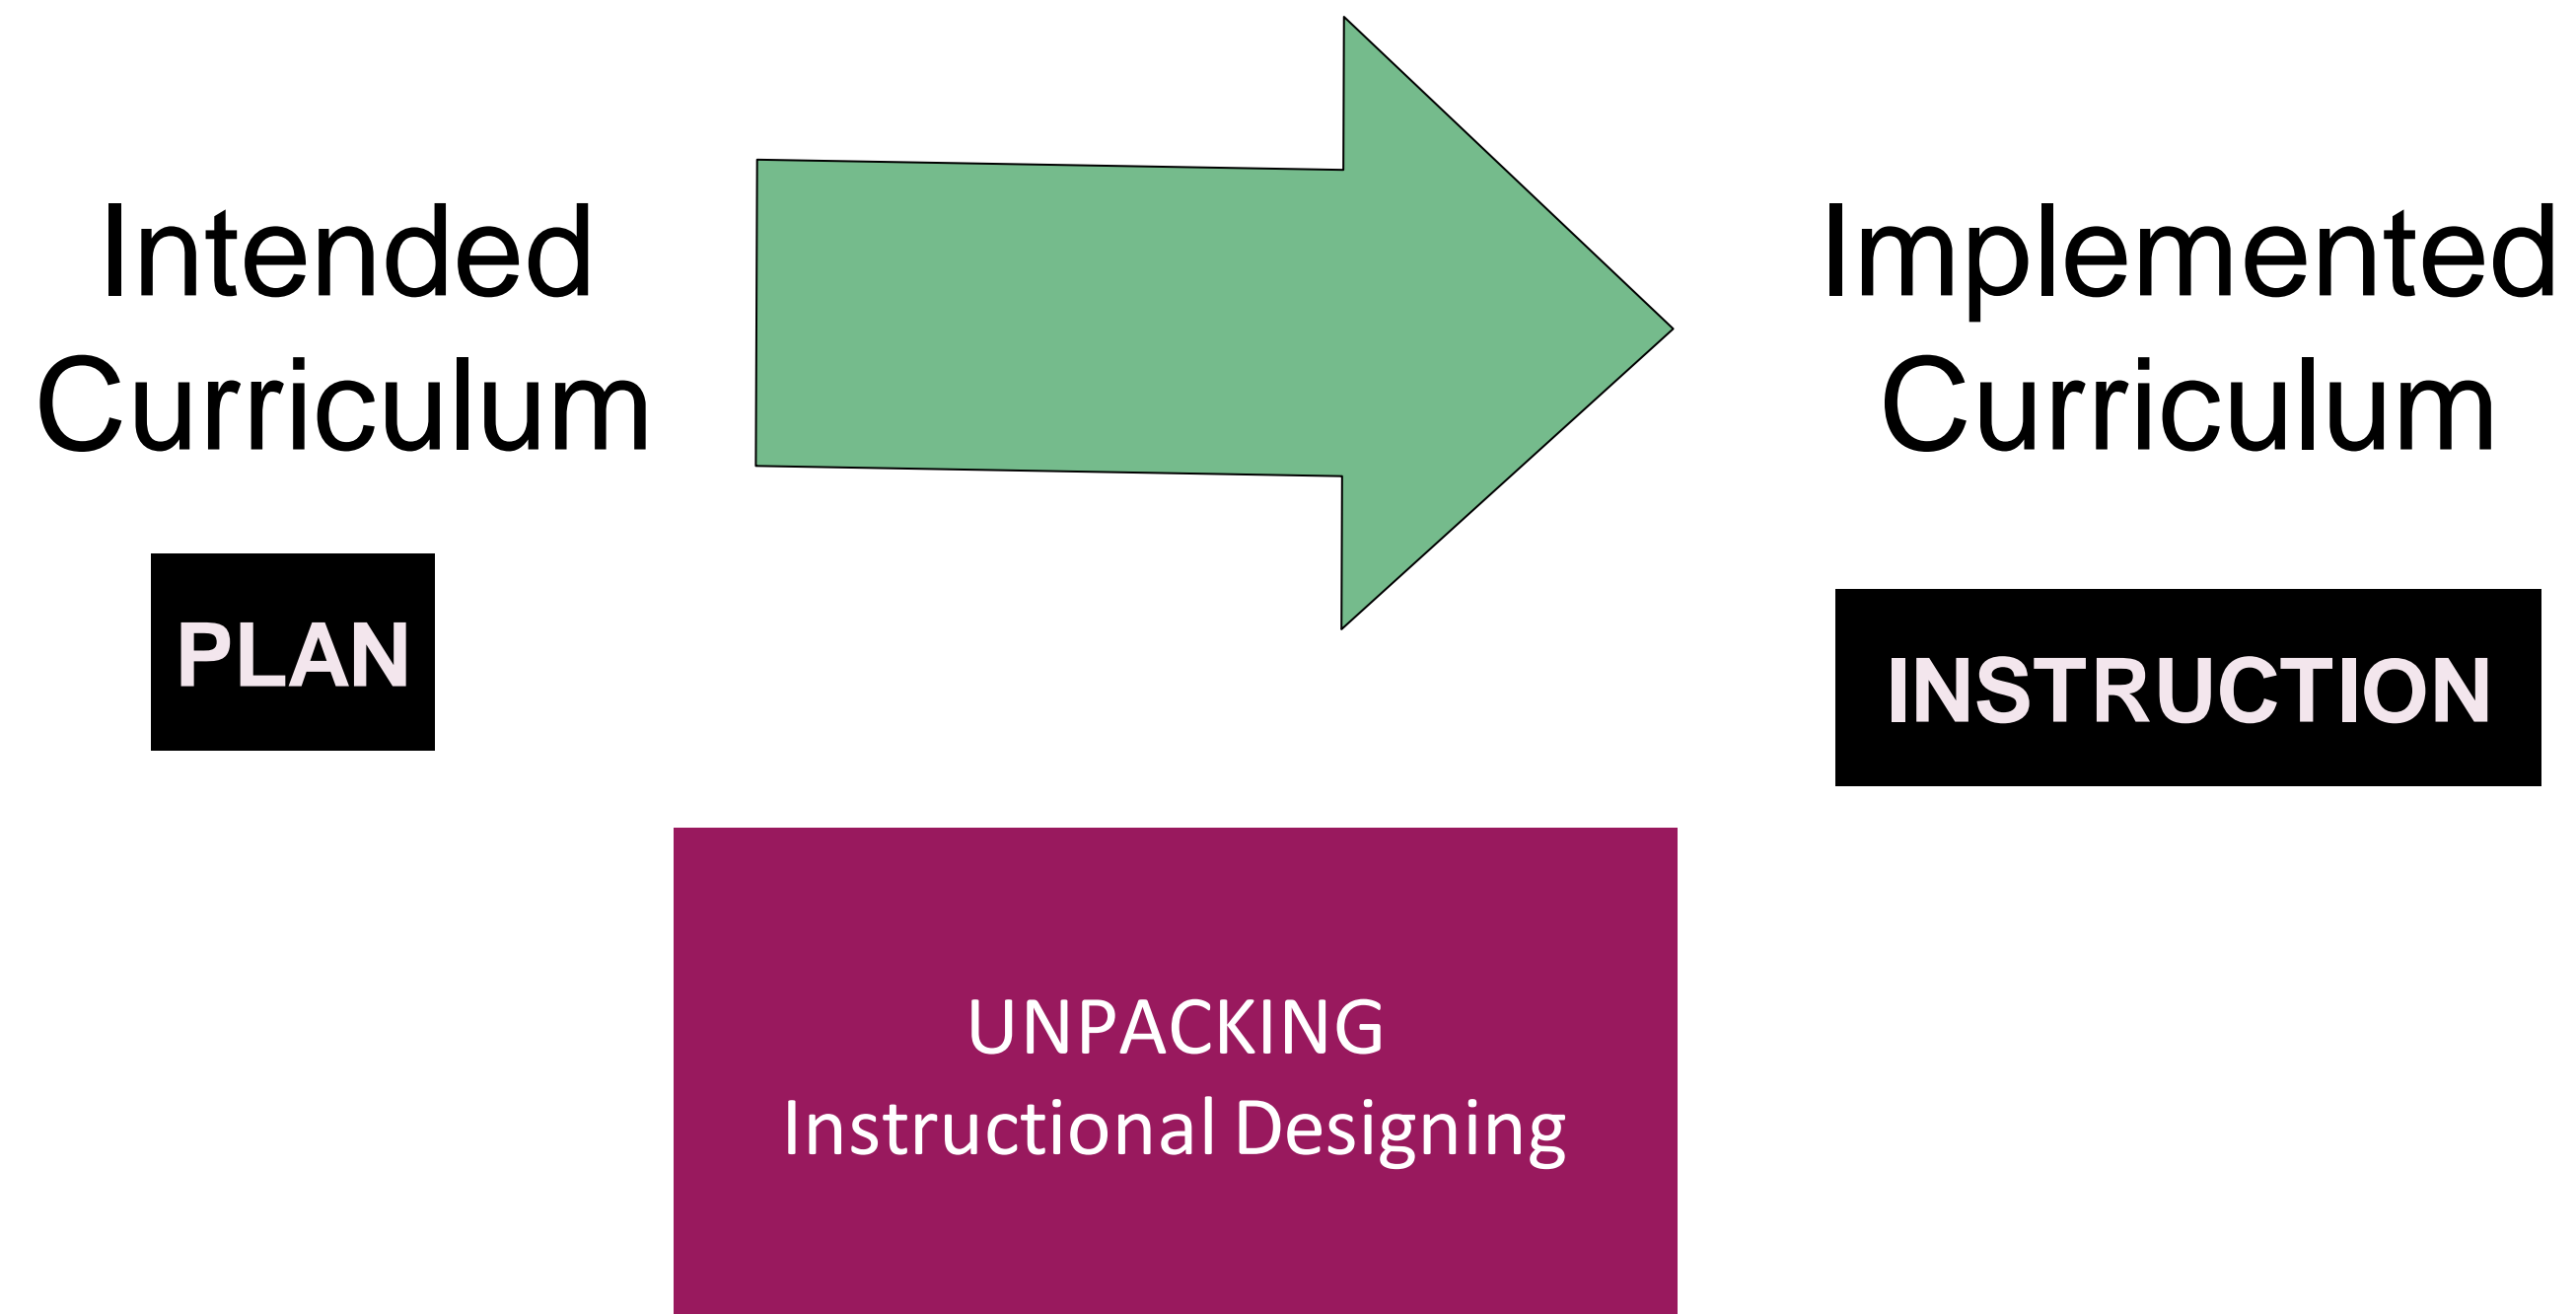 Intended
Curriculum
Implemented
Curriculum
PLAN
INSTRUCTION
UNPACKING
Instructional Designing